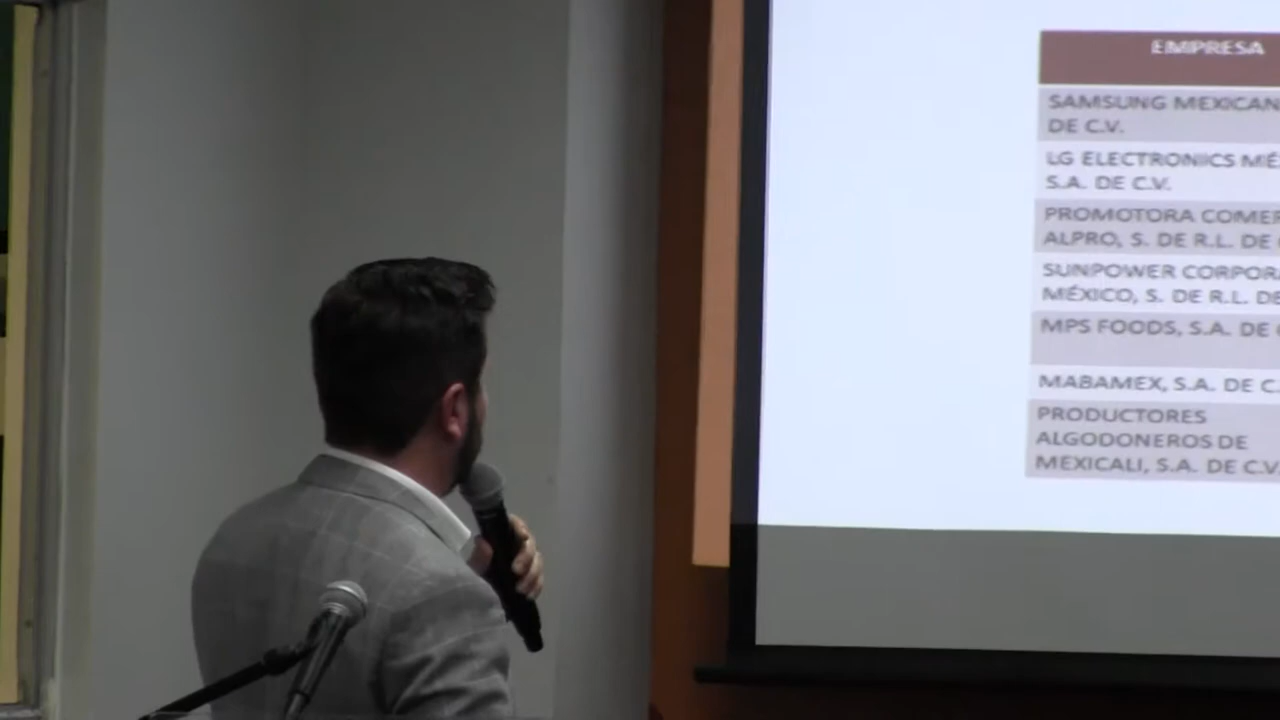 EMPRESA
SAMSUNG MEXICAN
DE C.V.
LG ELECTRONICS MÉ
S.A. DE C.V.
PROMOTORA COMER
ALPRO, S. DE R.L. DE
SUNPOWER CORPORA
MÉXICO, S. DE R.L. DE
MPS FOODS, S.A. DE
MABAMEX, S.A. DE C.
PRODUCTORES
ALGODONEROS DE
MEXICALI, S.A. DE C.V.